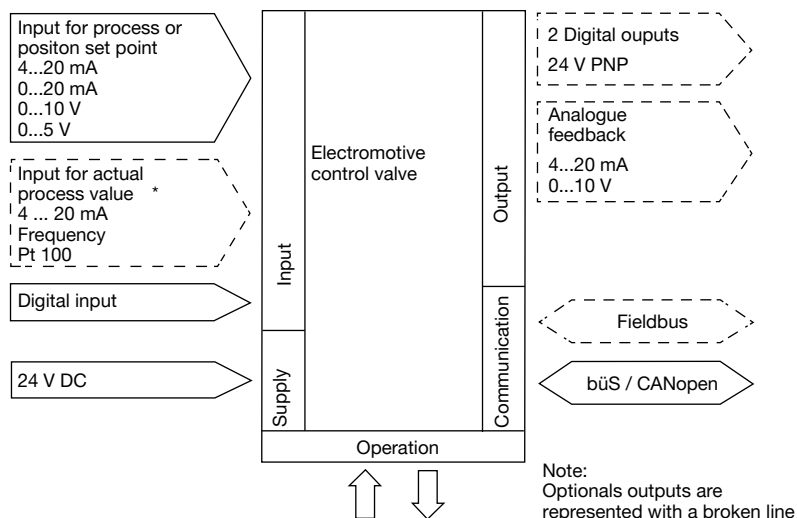 Input for process or
positon set point
4...20 mA
0...20 mA
0...10 V
0...5 V
Input for actual
process value *
4 ... 20 mA
Frequency
Pt 100
Digital input
24 V DC
Input
Supply
Electromotive
control valve
Output
Communication
Operation
2 Digital ouputs
24 V PNP
Analogue
feedback
4...20 mA
0...10 V
Fieldbus
büS / CANopen
Note:
Optionals outputs are
represented with a broken line